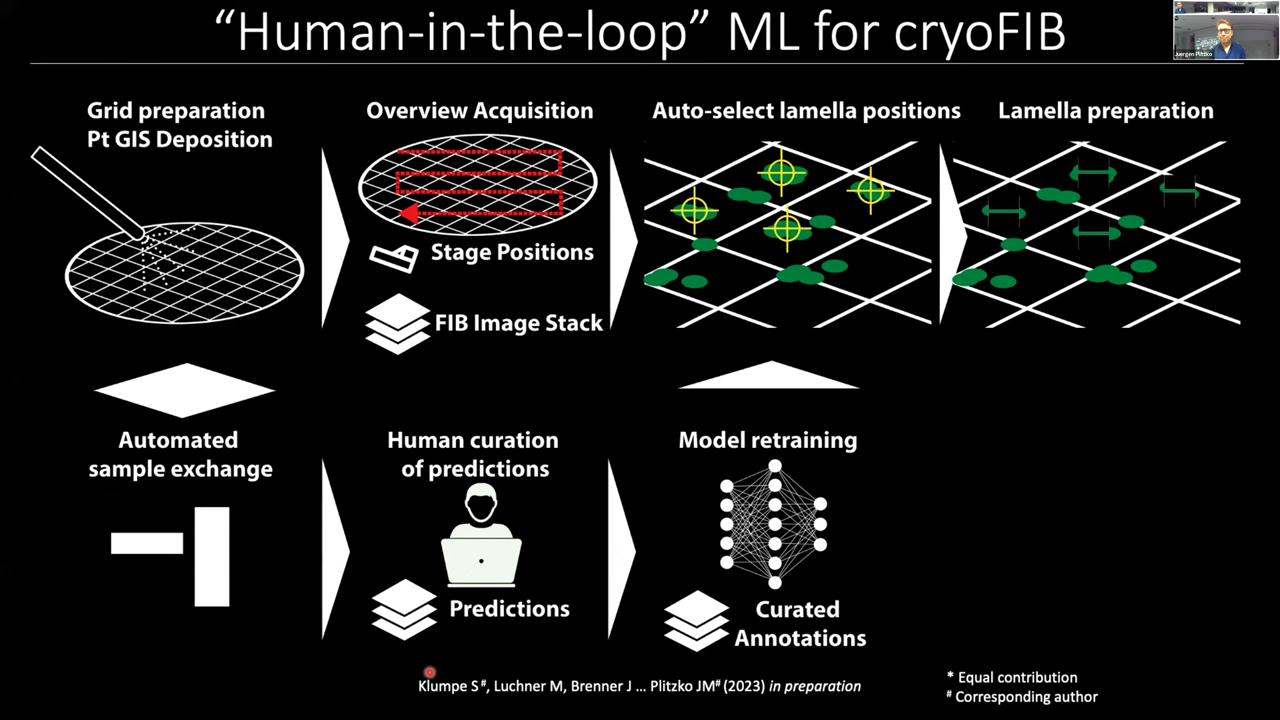 “Human-in-the-loop” ML for cryoFIB
Juergen Plitzko
Grid preparation
Pt GIS Deposition
Overview Acquisition
Auto-select lamella positions
Lamella preparation
Stage Positions
FIB Image Stack
Automated
sample exchange
Human curation
of predictions
Model retraining
Predictions
Curated
Annotations
Klumpe S#, Luchner M, Brenner J ... Plitzko JM# (2023) in preparation
* Equal contribution
# Corresponding author